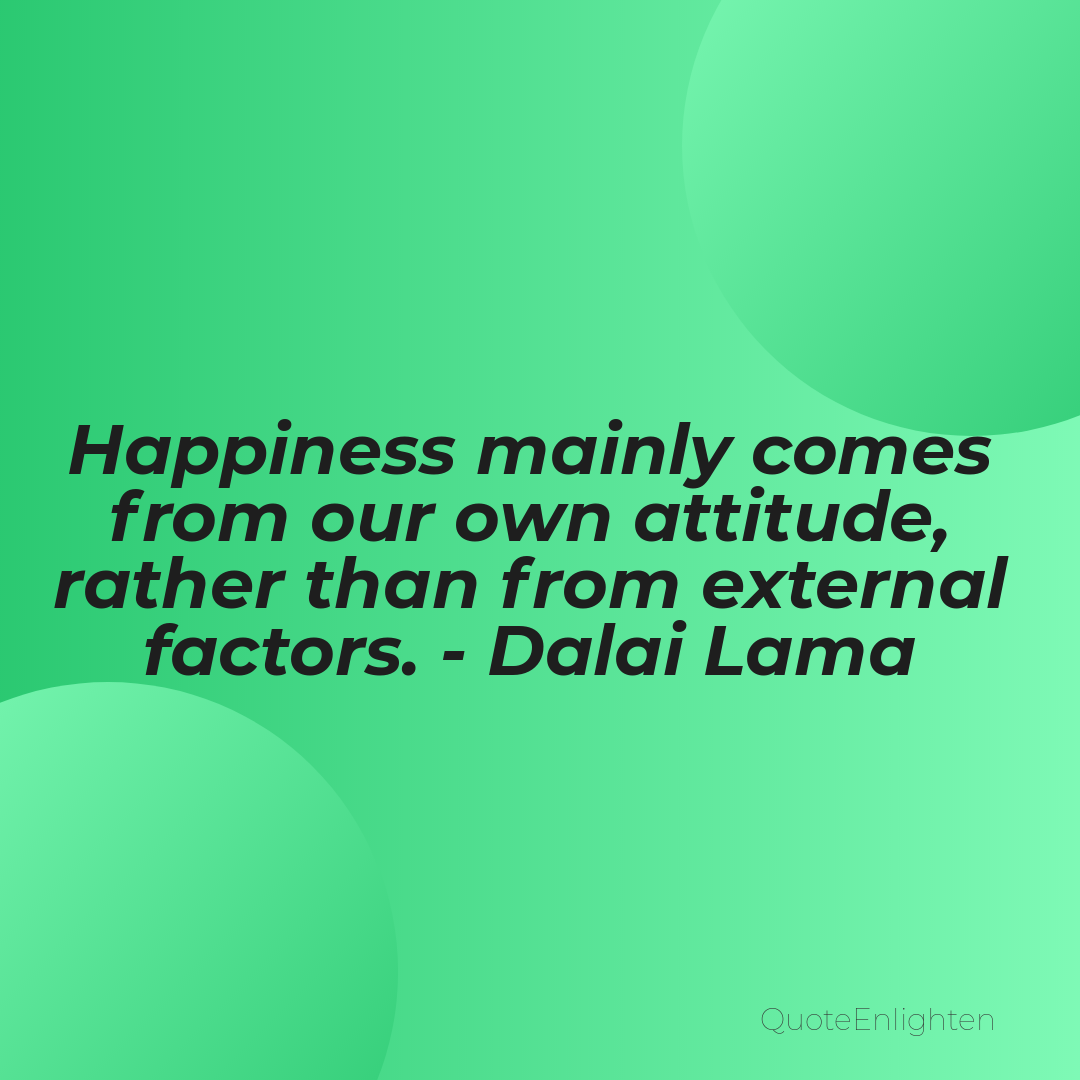 Happiness mainly comes
from our own attitude,
rather than from external
factors. - Dalai Lama
QuoteEnlighten